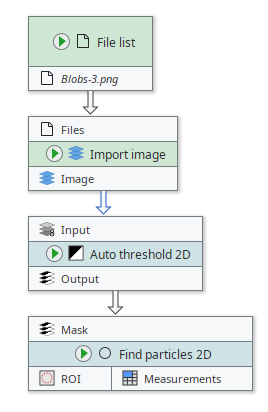 File list
Blobs-3.png
Files
Import image
Image
8
Input
Auto threshold 2D
Output
Mask
Find particles 2D
ROI Measurements